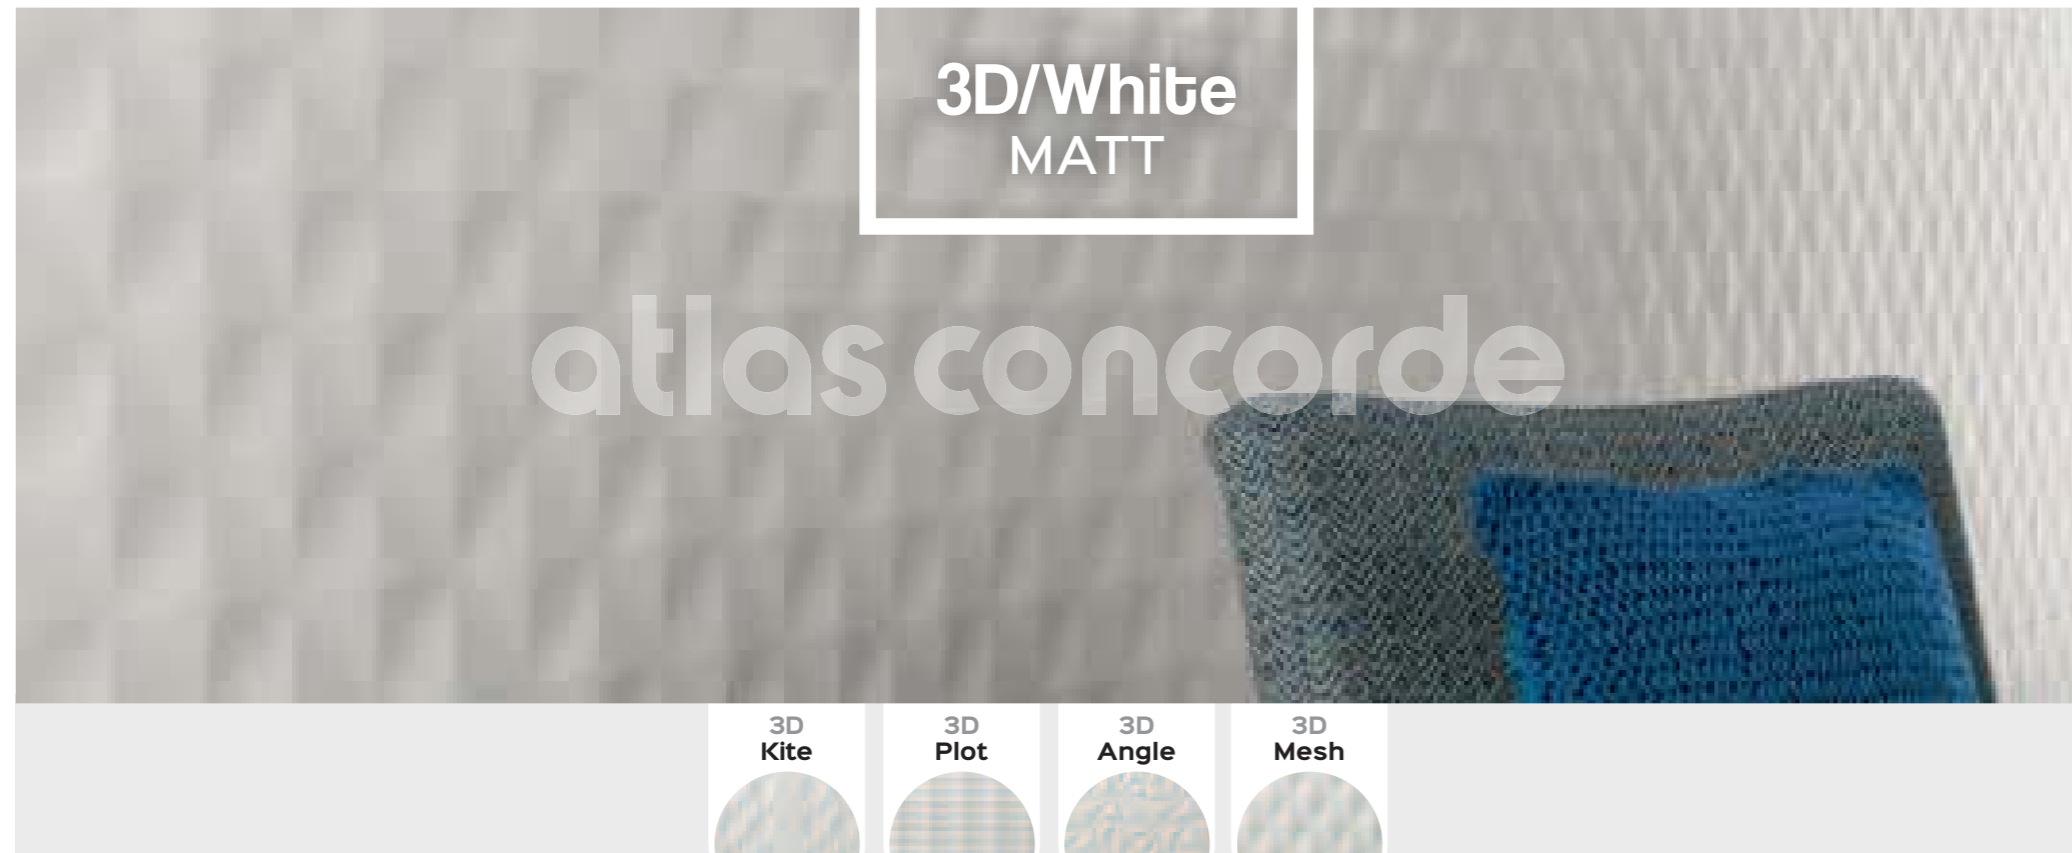 3D/White
MATT
atlas concorde
3D
Kite
3D
Plot
3D
Angle
3D
Mesh